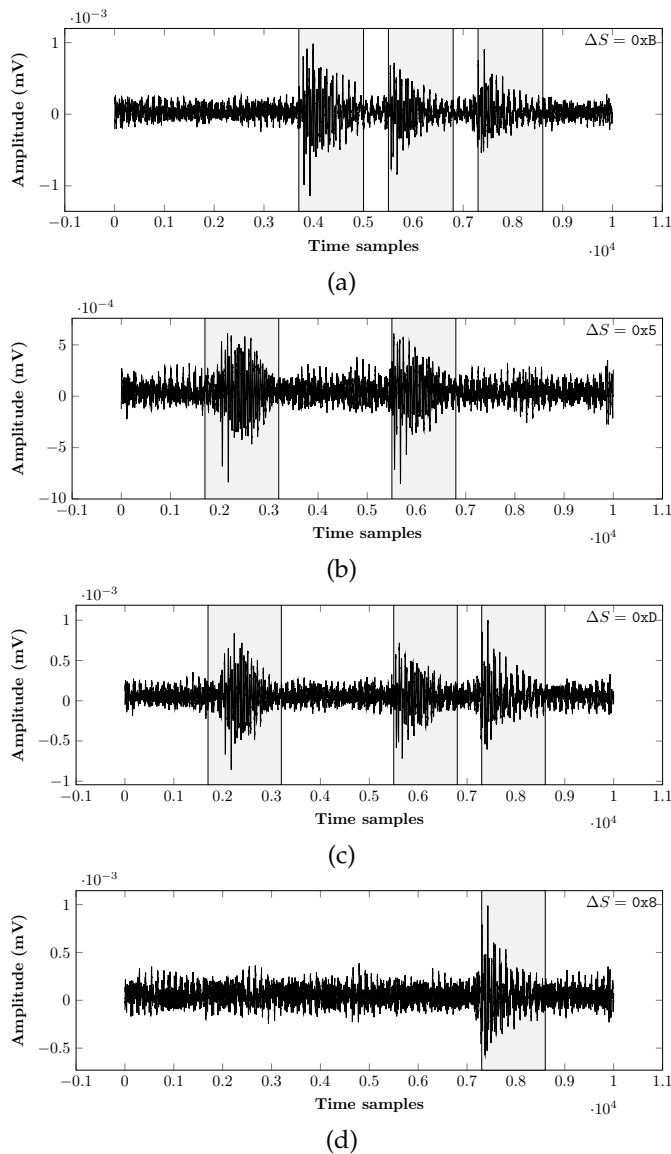 ·10⁻³
ΔS = 0xB
1
0
−1
Amplitude (mV)
−0.1 0 0.1 0.2 0.3 0.4 0.5 0.6 0.7 0.8 0.9 1 1.1
Time samples
·10⁴
(a)
·10⁻⁴
ΔS = 0x5
5
0
−5
−10
Amplitude (mV)
−0.1 0 0.1 0.2 0.3 0.4 0.5 0.6 0.7 0.8 0.9 1 1.1
Time samples
·10⁴
(b)
·10⁻³
ΔS = 0xD
1
0.5
0
−0.5
−1
Amplitude (mV)
−0.1 0 0.1 0.2 0.3 0.4 0.5 0.6 0.7 0.8 0.9 1 1.1
Time samples
·10⁴
(c)
·10⁻³
ΔS = 0x8
1
0.5
0
−0.5
Amplitude (mV)
−0.1 0 0.1 0.2 0.3 0.4 0.5 0.6 0.7 0.8 0.9 1 1.1
Time samples
·10⁴
(d)